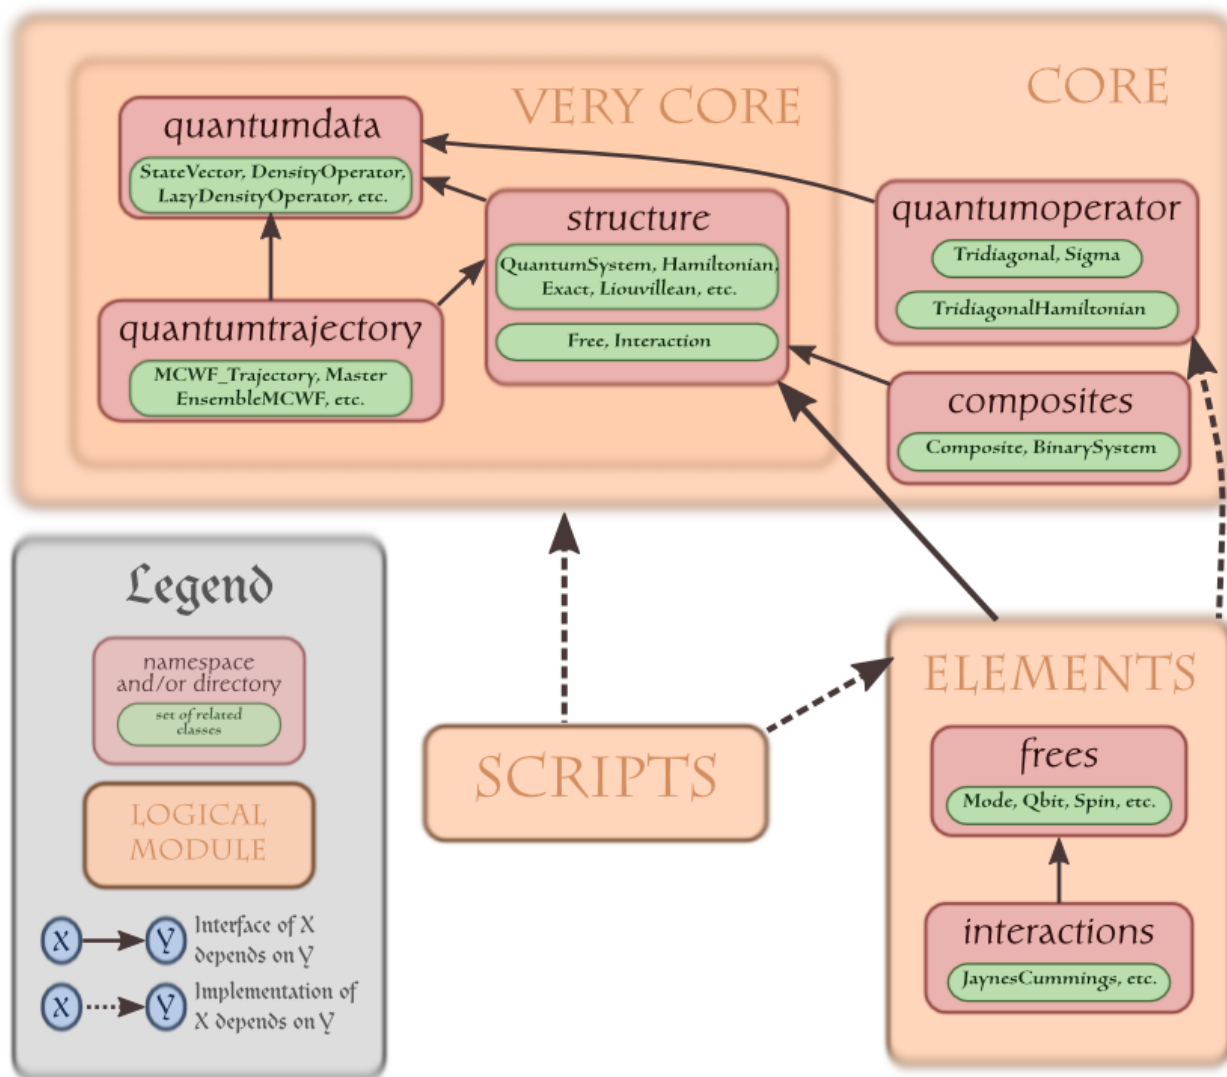 CORE
VERY CORE
quantumdata
StateVector, DensityOperator,
LazyDensityOperator, etc.
structure
QuantumSystem, Hamiltonian,
Exact, Liouvillean, etc.
Free, Interaction
quantumtrajectory
MCWF_Trajectory, Master
EnsembleMCWF, etc.
quantumoperator
Tridiagonal, Sigma
TridiagonalHamiltonian
composites
Composite, BinarySystem
Legend
namespace
and/or directory
set of related
classes
LOGICAL
MODULE
X
Y
Interface of X
depends on Y
X
Y
Implementation of
X depends on Y
SCRIPTS
ELEMENTS
frees
Mode, Qbit, Spin, etc.
interactions
JaynesCummings, etc.